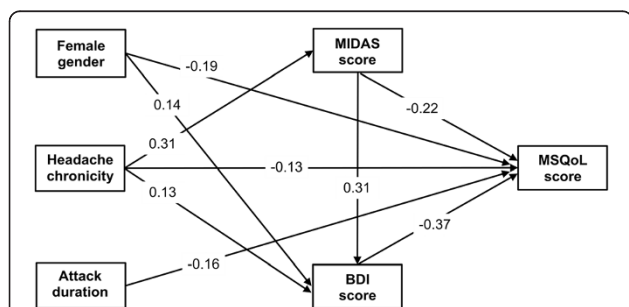 Female
gender
MIDAS
score
-0.19
0.14
-0.22
0.31
Headache
chronicity
-0.13
MSQoL
score
0.13
0.31
-0.37
-0.16
Attack
duration
BDI
score